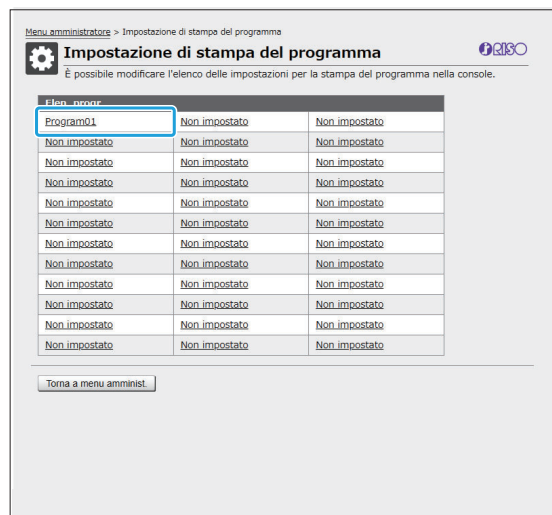 Menu amministratore > Impostazione di stampa del programma
Impostazione di stampa del programma
RISO
È possibile modificare l'elenco delle impostazioni per la stampa del programma nella console.
Elen. progr.
Program01 Non impostato Non impostato
Non impostato Non impostato Non impostato
Non impostato Non impostato Non impostato
Non impostato Non impostato Non impostato
Non impostato Non impostato Non impostato
Non impostato Non impostato Non impostato
Non impostato Non impostato Non impostato
Non impostato Non impostato Non impostato
Non impostato Non impostato Non impostato
Non impostato Non impostato Non impostato
Non impostato Non impostato Non impostato
Non impostato Non impostato Non impostato
Torna a menu amminist.